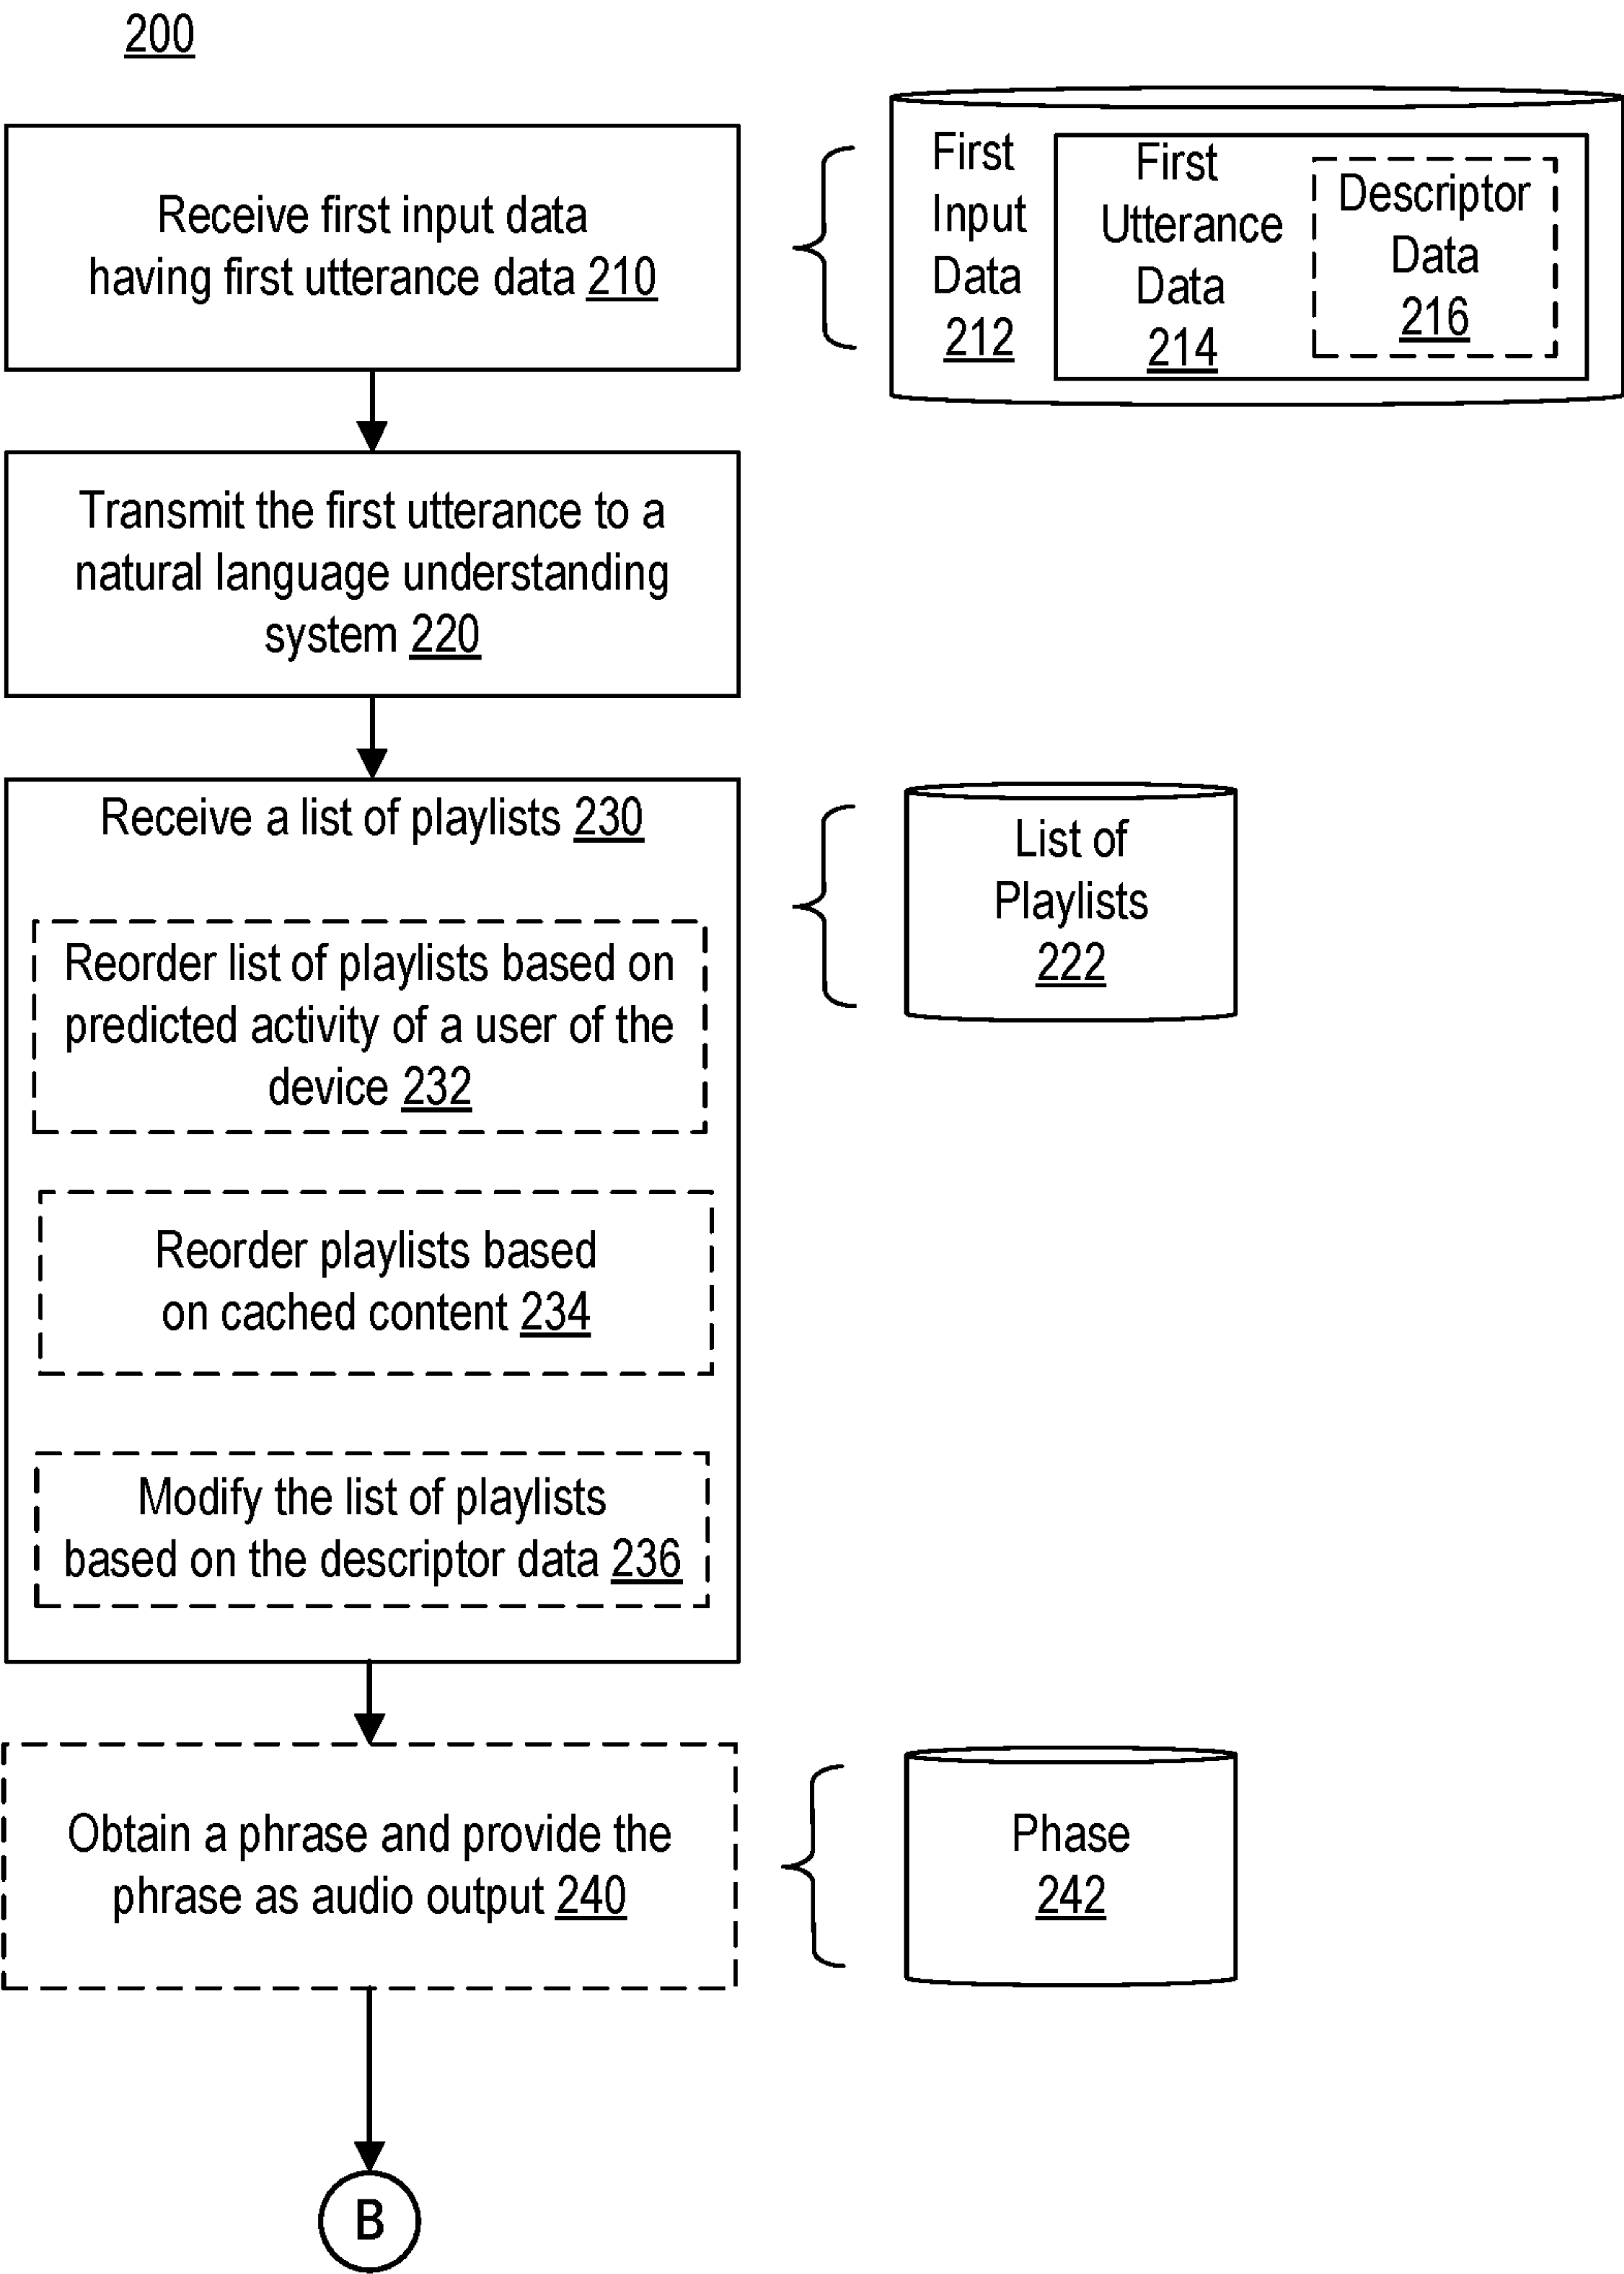 200
Receive first input data
having first utterance data 210
First
Input
Data
212
First
Utterance
Data
214
Descriptor
Data
216
Transmit the first utterance to a
natural language understanding
system 220
Receive a list of playlists 230
List of
Playlists
222
Reorder list of playlists based on
predicted activity of a user of the
device 232
Reorder playlists based
on cached content 234
Modify the list of playlists
based on the descriptor data 236
Obtain a phrase and provide the
phrase as audio output 240
Phase
242
B